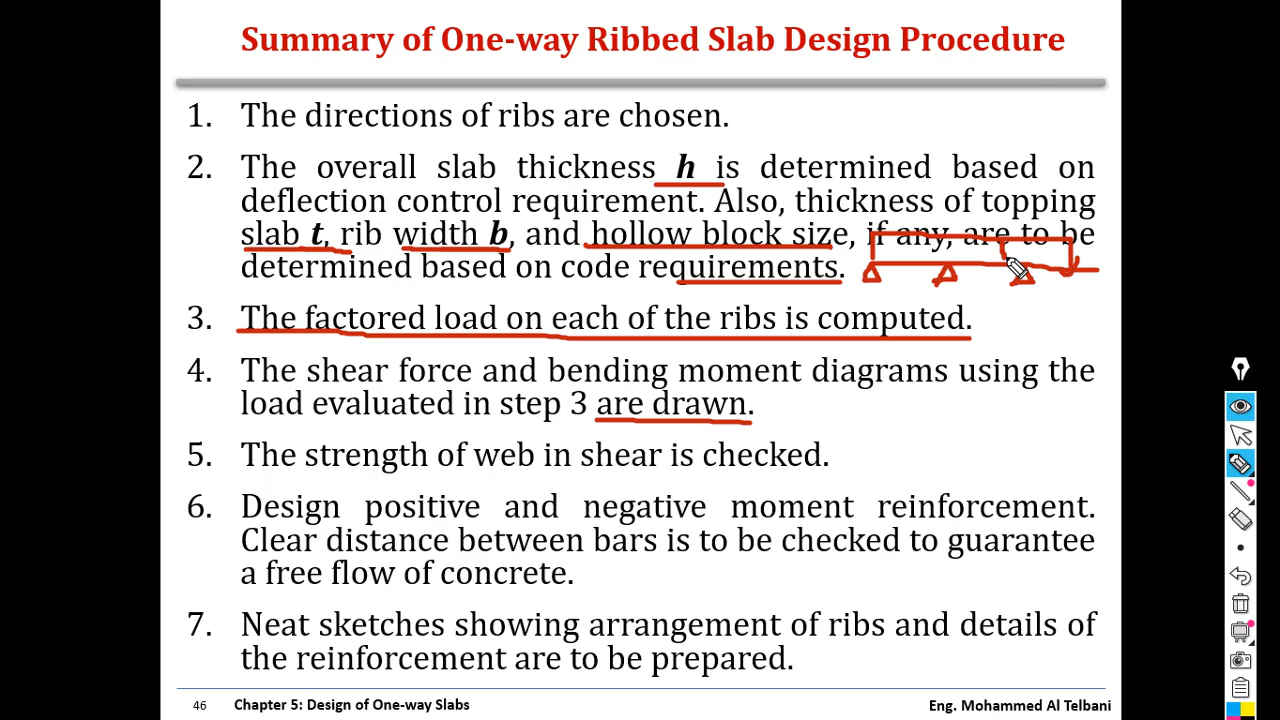 Summary of One-way Ribbed Slab Design Procedure
1. The directions of ribs are chosen.
2. The overall slab thickness h is determined based on
deflection control requirement. Also, thickness of topping
slab t, rib width b, and hollow block size, if any, are to be
determined based on code requirements.
3. The factored load on each of the ribs is computed.
4. The shear force and bending moment diagrams using the
load evaluated in step 3 are drawn.
5. The strength of web in shear is checked.
6. Design positive and negative moment reinforcement.
Clear distance between bars is to be checked to guarantee
a free flow of concrete.
7. Neat sketches showing arrangement of ribs and details of
the reinforcement are to be prepared.
46 Chapter 5: Design of One-way Slabs Eng. Mohammed Al Telbani